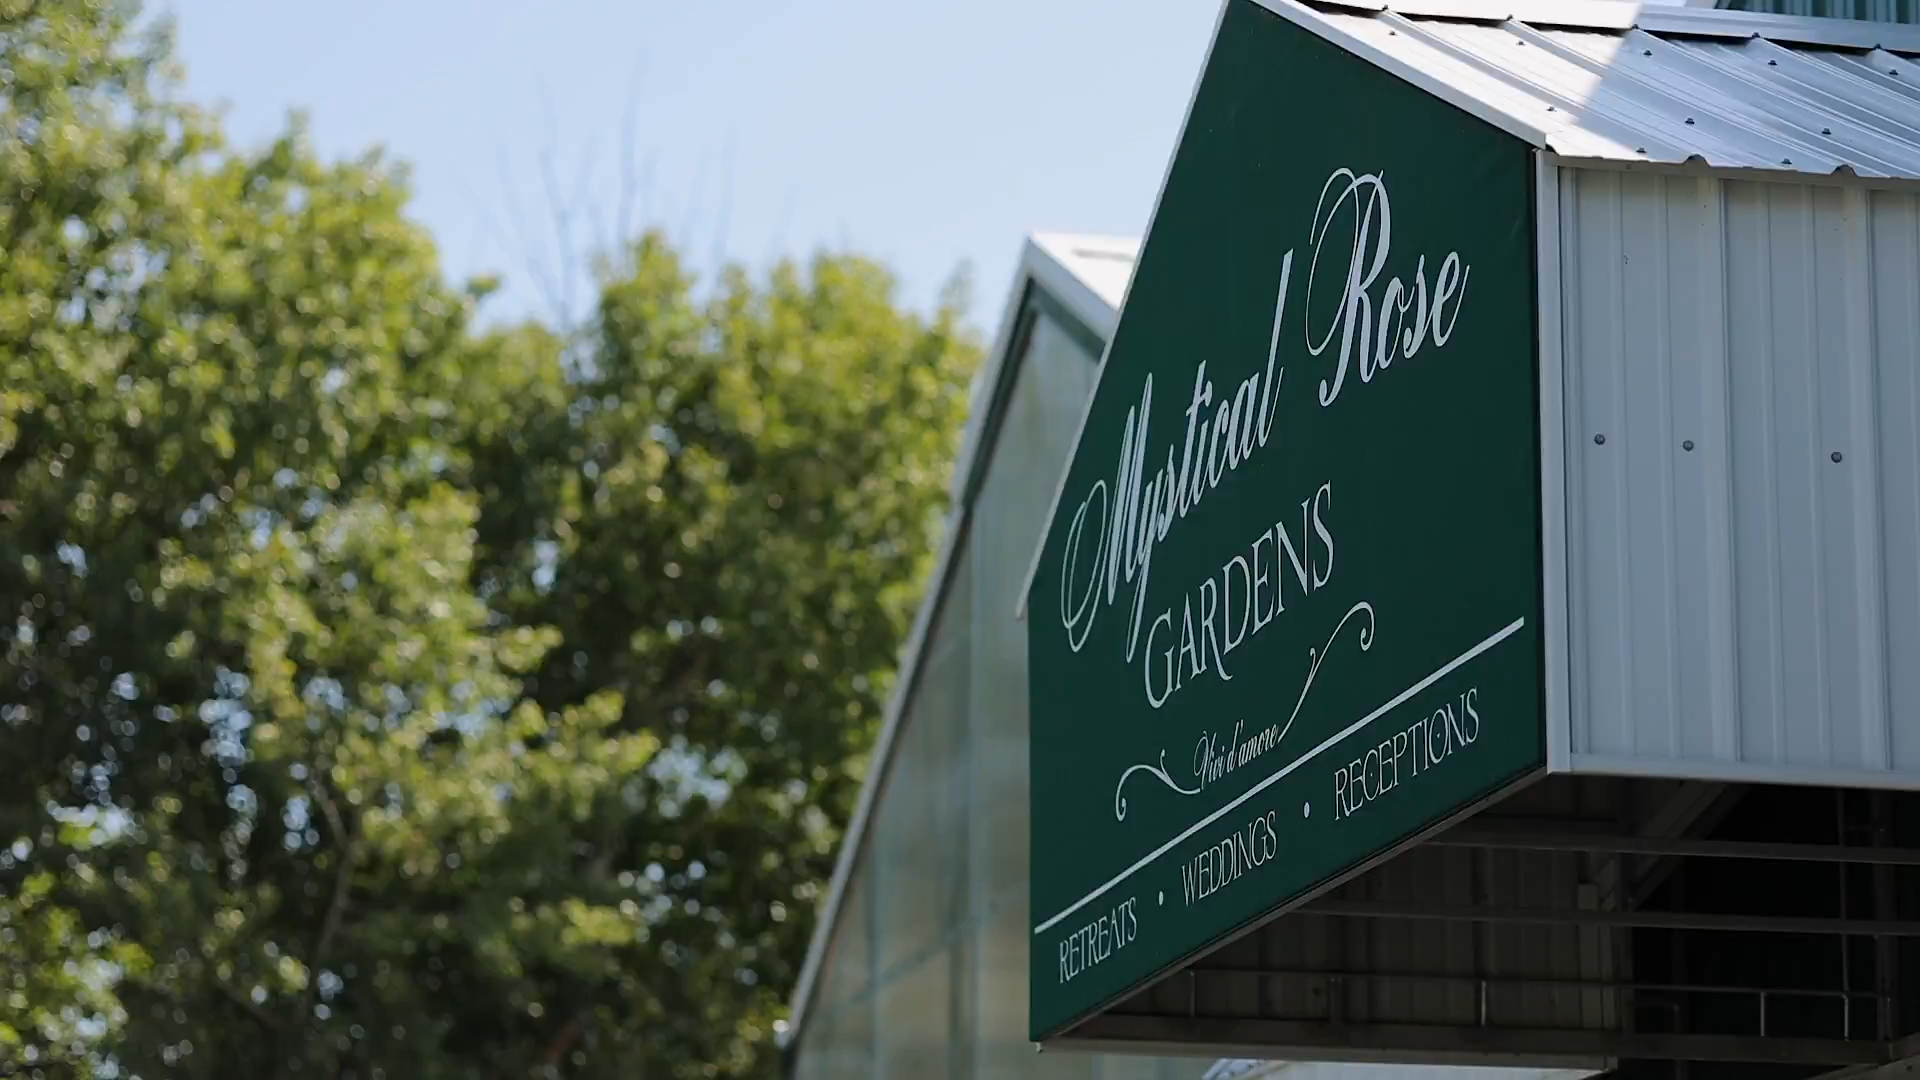 Mystical Rose
GARDENS
Vivi d'amore
RETREATS • WEDDINGS • RECEPTIONS